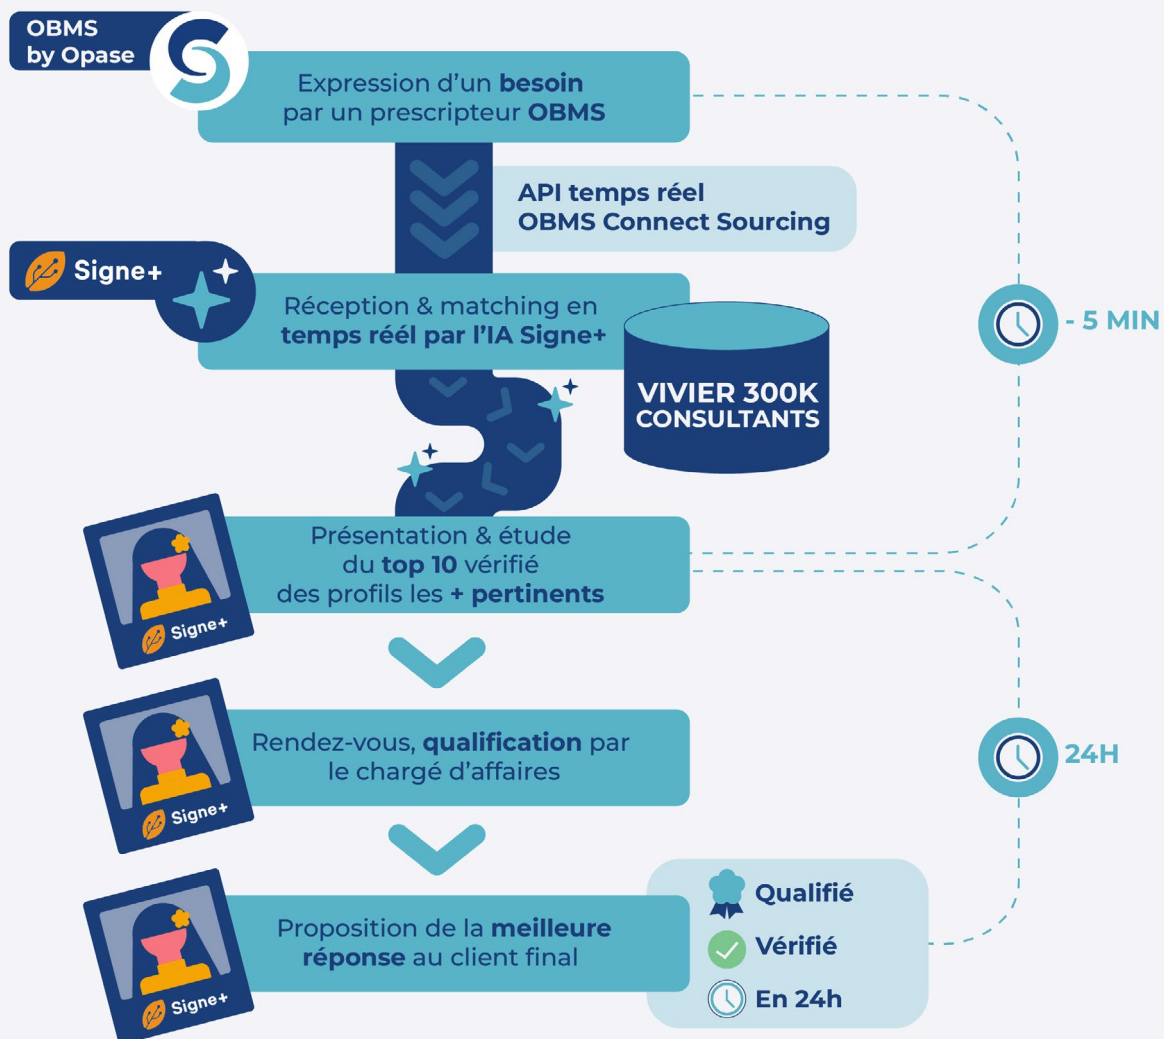 OBMS
by Opase
Expression d'un besoin
par un prescripteur OBMS
API temps réel
OBMS Connect Sourcing
Signe+
Réception & matching en
temps réél par l'IA Signe+
VIVIER 300K
CONSULTANTS
- 5 MIN
Présentation & étude
du top 10 vérifié
des profils les + pertinents
Signe+
Rendez-vous, qualification par
le chargé d'affaires
Signe+
24H
Proposition de la meilleure
réponse au client final
Signe+
Qualifié
Vérifié
En 24h